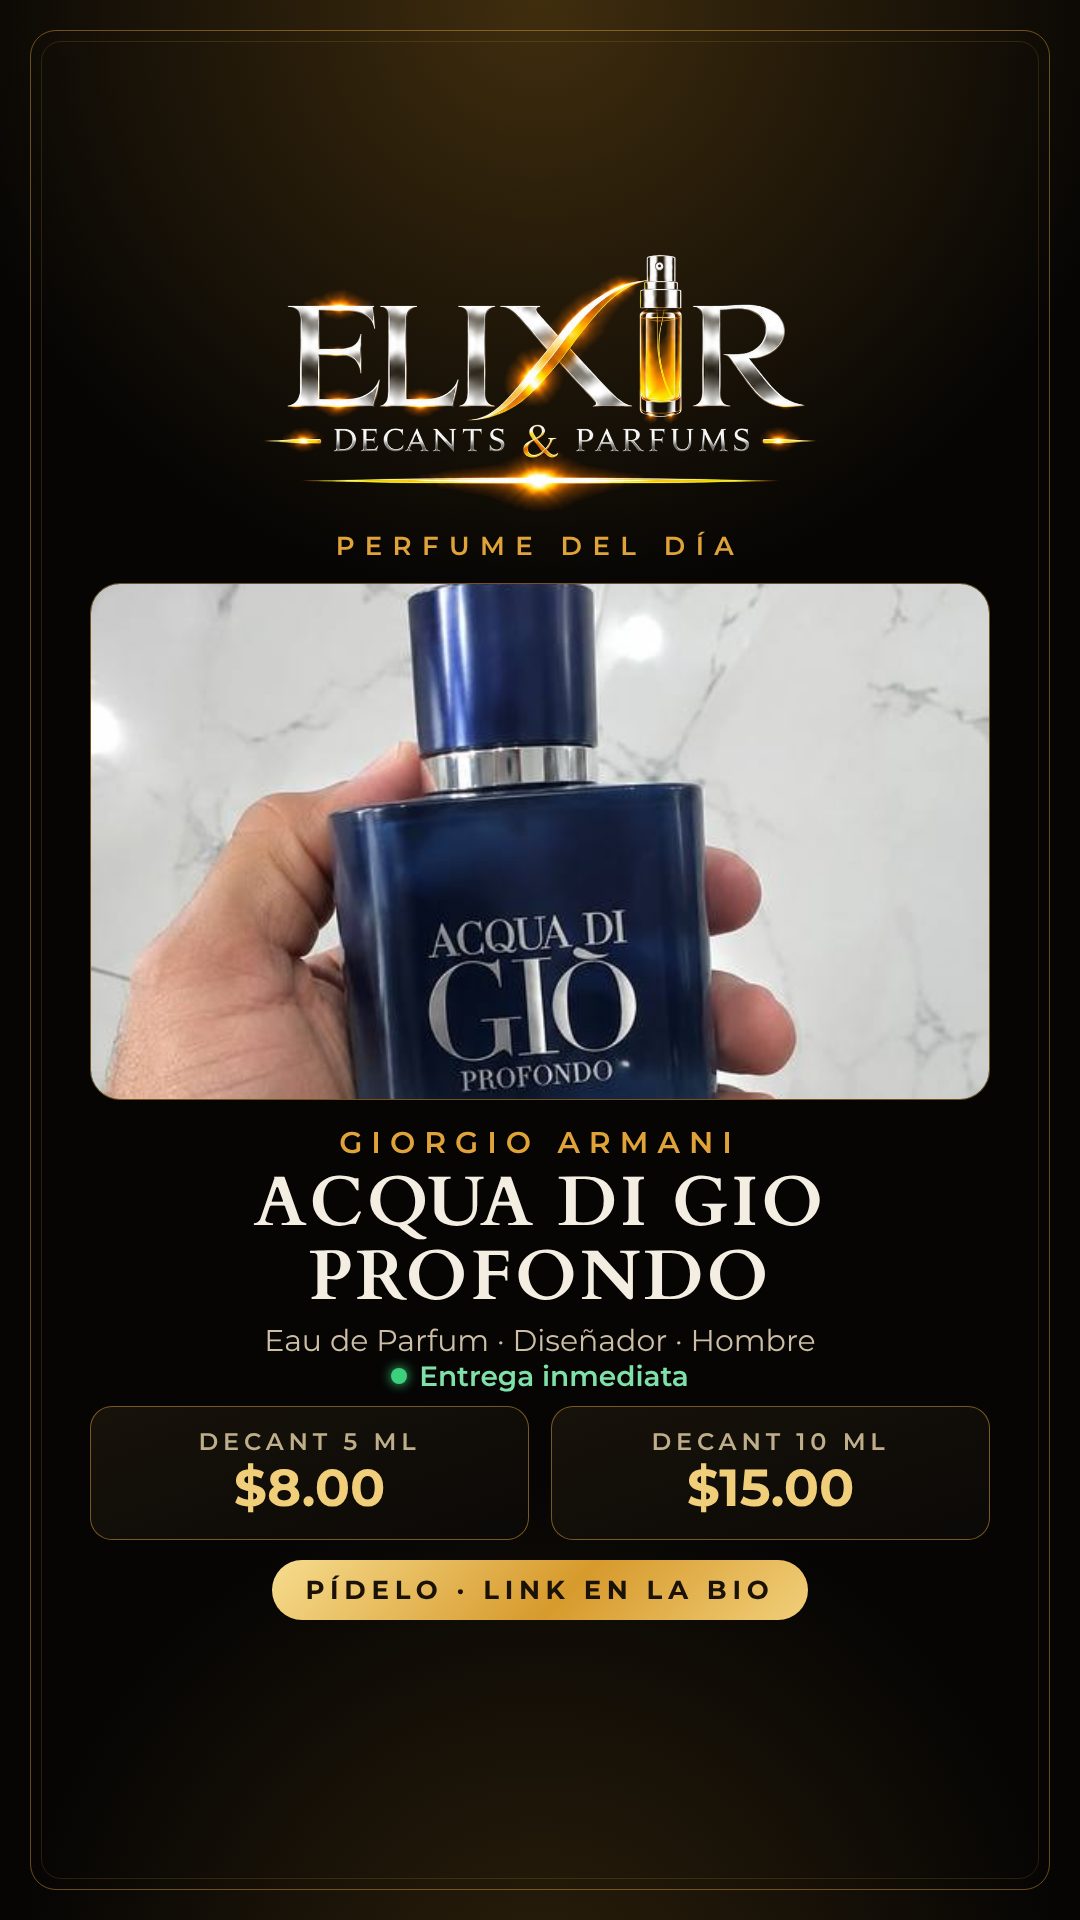 ELIXIR
DECANTS & PARFUMS
PERFUME DEL DÍA
ACQUA DI
GIÒ
PROFONDO
GIORGIO ARMANI
ACQUA DI GIO
PROFONDO
Eau de Parfum · Diseñador · Hombre
Entrega inmediata
DECANT 5 ML
$8.00
DECANT 10 ML
$15.00
PÍDELO · LINK EN LA BIO